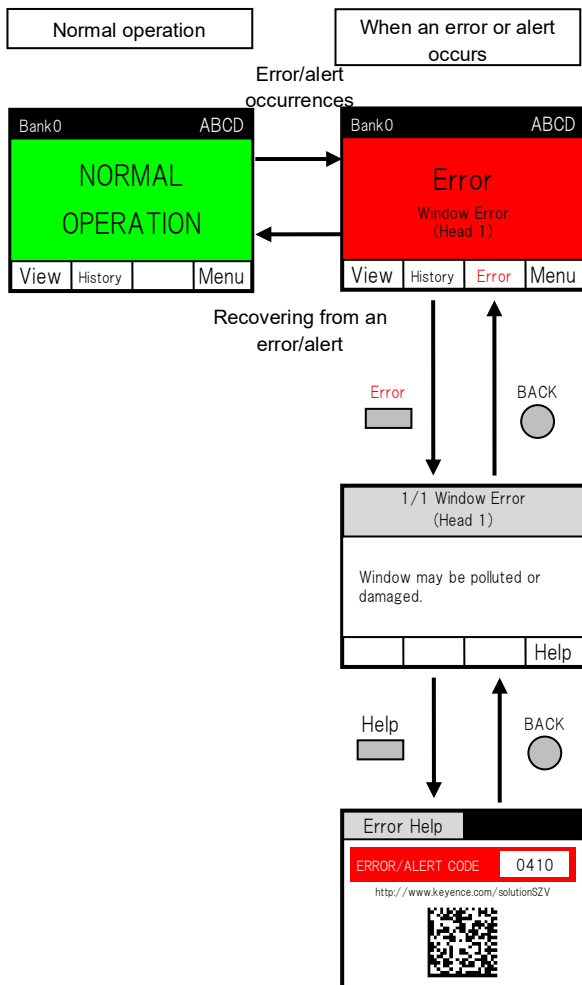 Normal operation
When an error or alert
occurs
Error/alert
occurrences
Bank0 ABCD
NORMAL
OPERATION
View History Menu
Bank0 ABCD
Error
Window Error
(Head 1)
View History Error Menu
Recovering from an
error/alert
Error
BACK
1/1 Window Error
(Head 1)
Window may be polluted or
damaged.
Help
Help
BACK
Error Help
ERROR/ALERT CODE 0410
http://www.keyence.com/solutionSZV